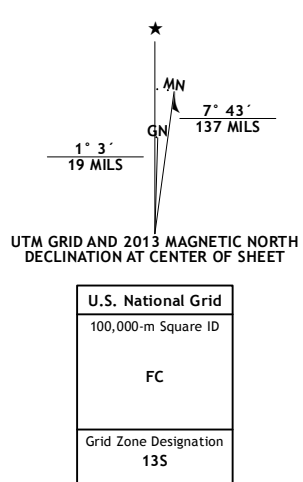 MN
GN
7° 43´
137 MILS
1° 3´
19 MILS
UTM GRID AND 2013 MAGNETIC NORTH
DECLINATION AT CENTER OF SHEET
U.S. National Grid
100,000-m Square ID
FC
Grid Zone Designation
13S